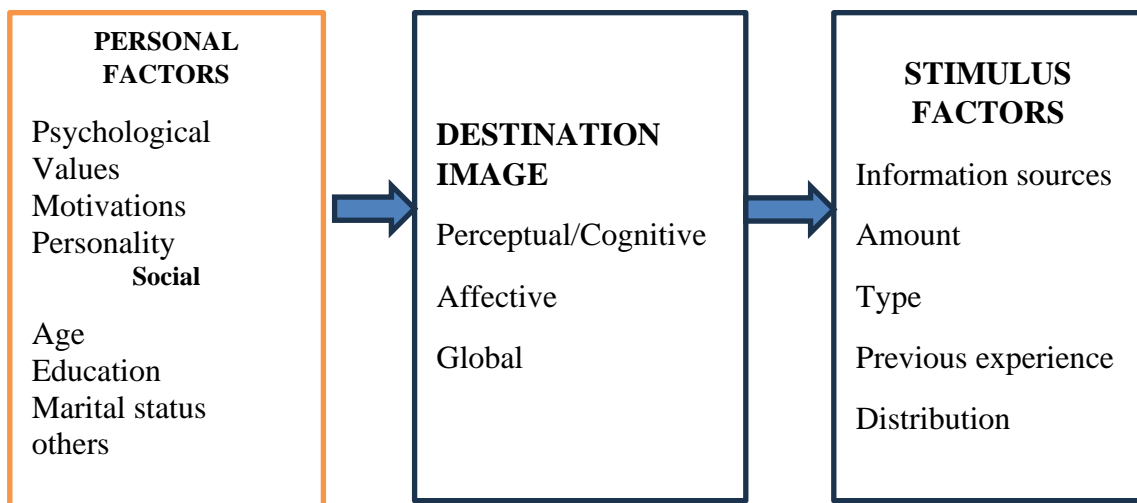 PERSONAL
FACTORS
Psychological
Values
Motivations
Personality
Social
Age
Education
Marital status
others
DESTINATION
IMAGE
Perceptual/Cognitive
Affective
Global
STIMULUS
FACTORS
Information sources
Amount
Type
Previous experience
Distribution